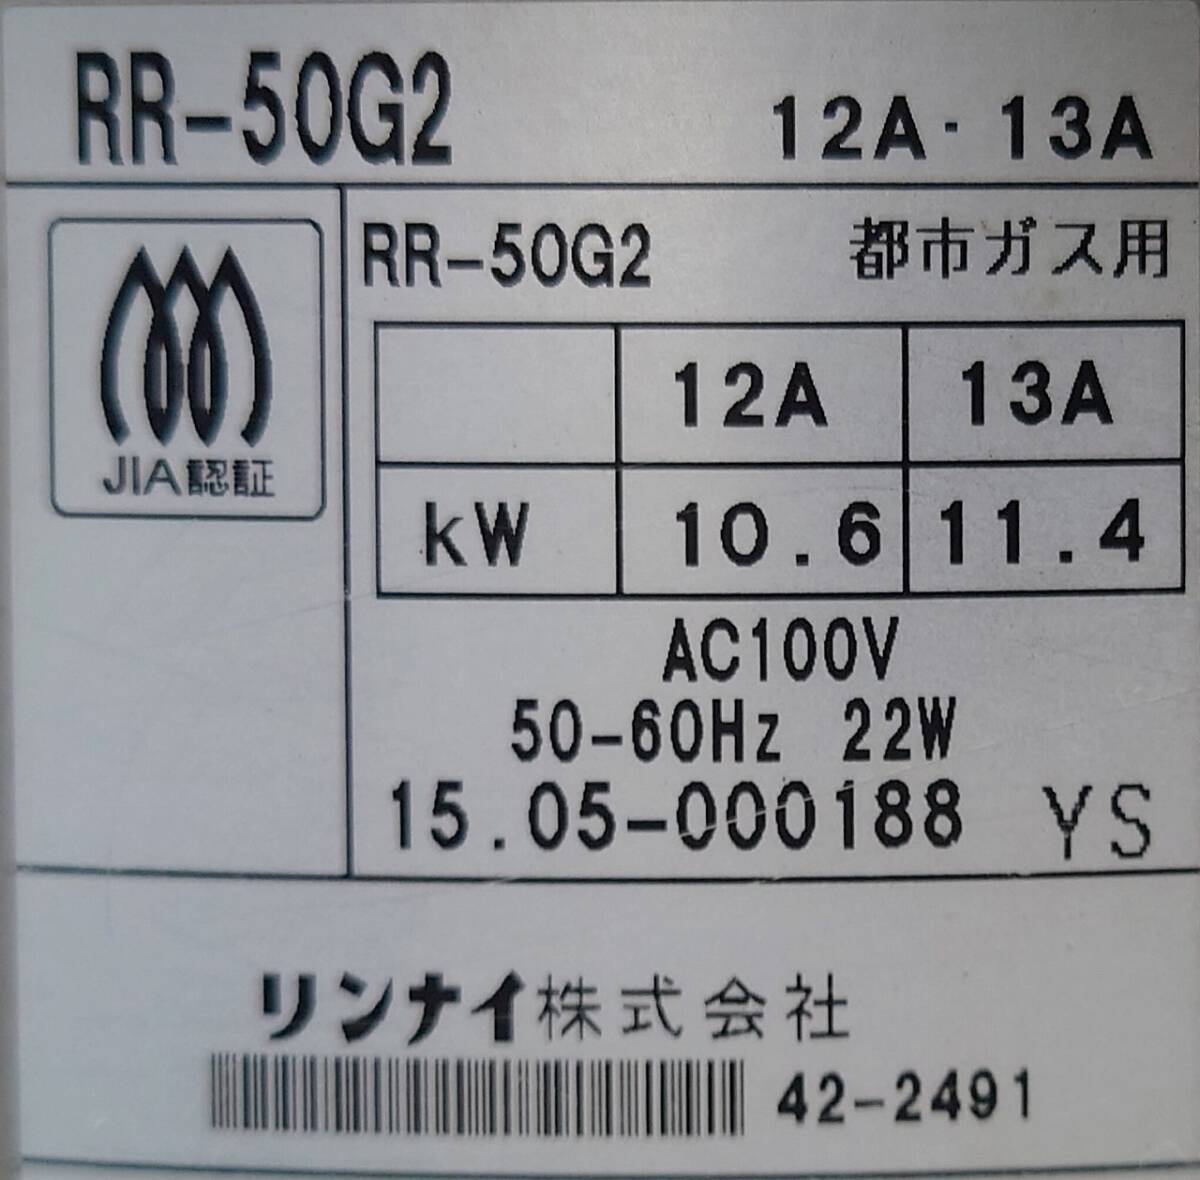 RR-50G2 12A・13A
JIA認証
RR-50G2 都市ガス用
12A 13A
kW 10.6 11.4
AC100V
50-60Hz 22W
15.05-000188 YS
リンナイ株式会社
42-2491